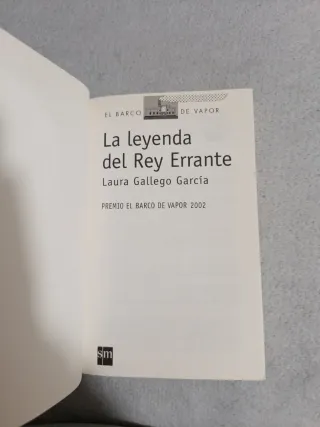 EL BARCO DE VAPOR
La leyenda
del Rey Errante
Laura Gallego García
PREMIO EL BARCO DE VAPOR 2002
sm